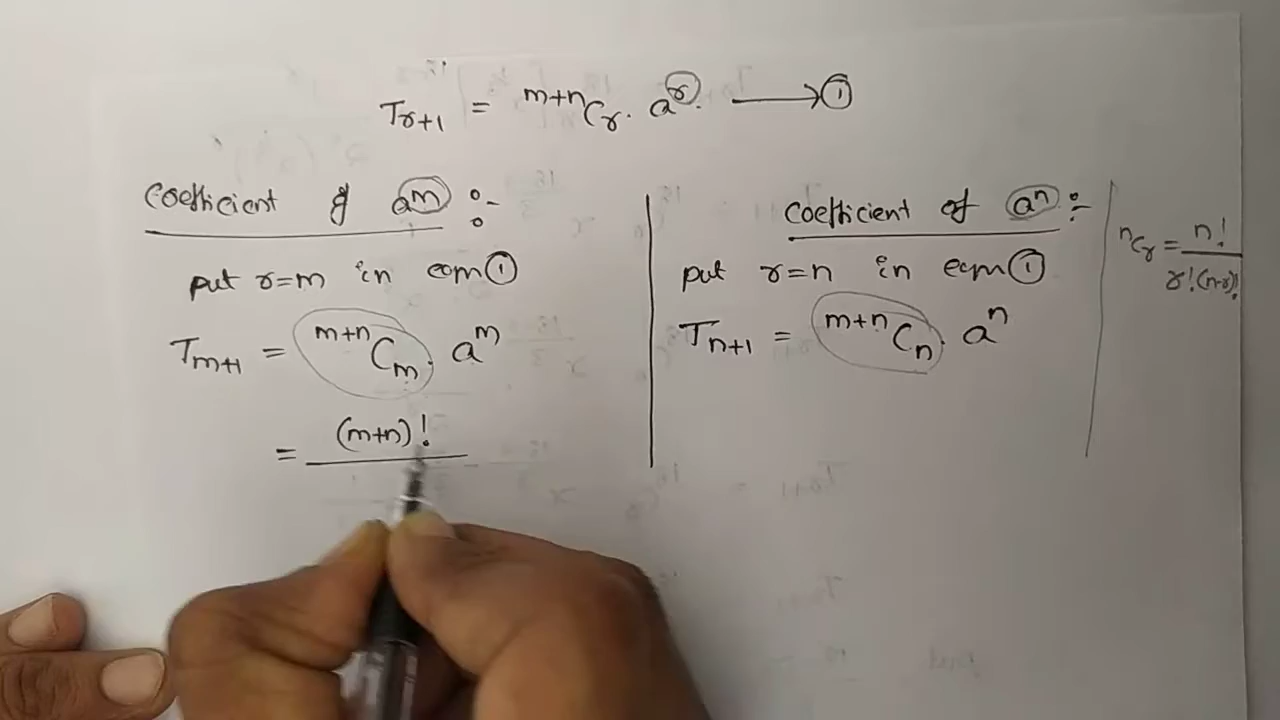 Tr+1 = m+nCr. a^r. → ①
coefficient of a^m :-
put r=m in eqn ①
Tm+1 = m+nCm. a^m
= (m+n)!
coefficient of a^n :-
put r=n in eqn ①
Tn+1 = m+nCn. a^n
nCr = n! / r!(n-r)!